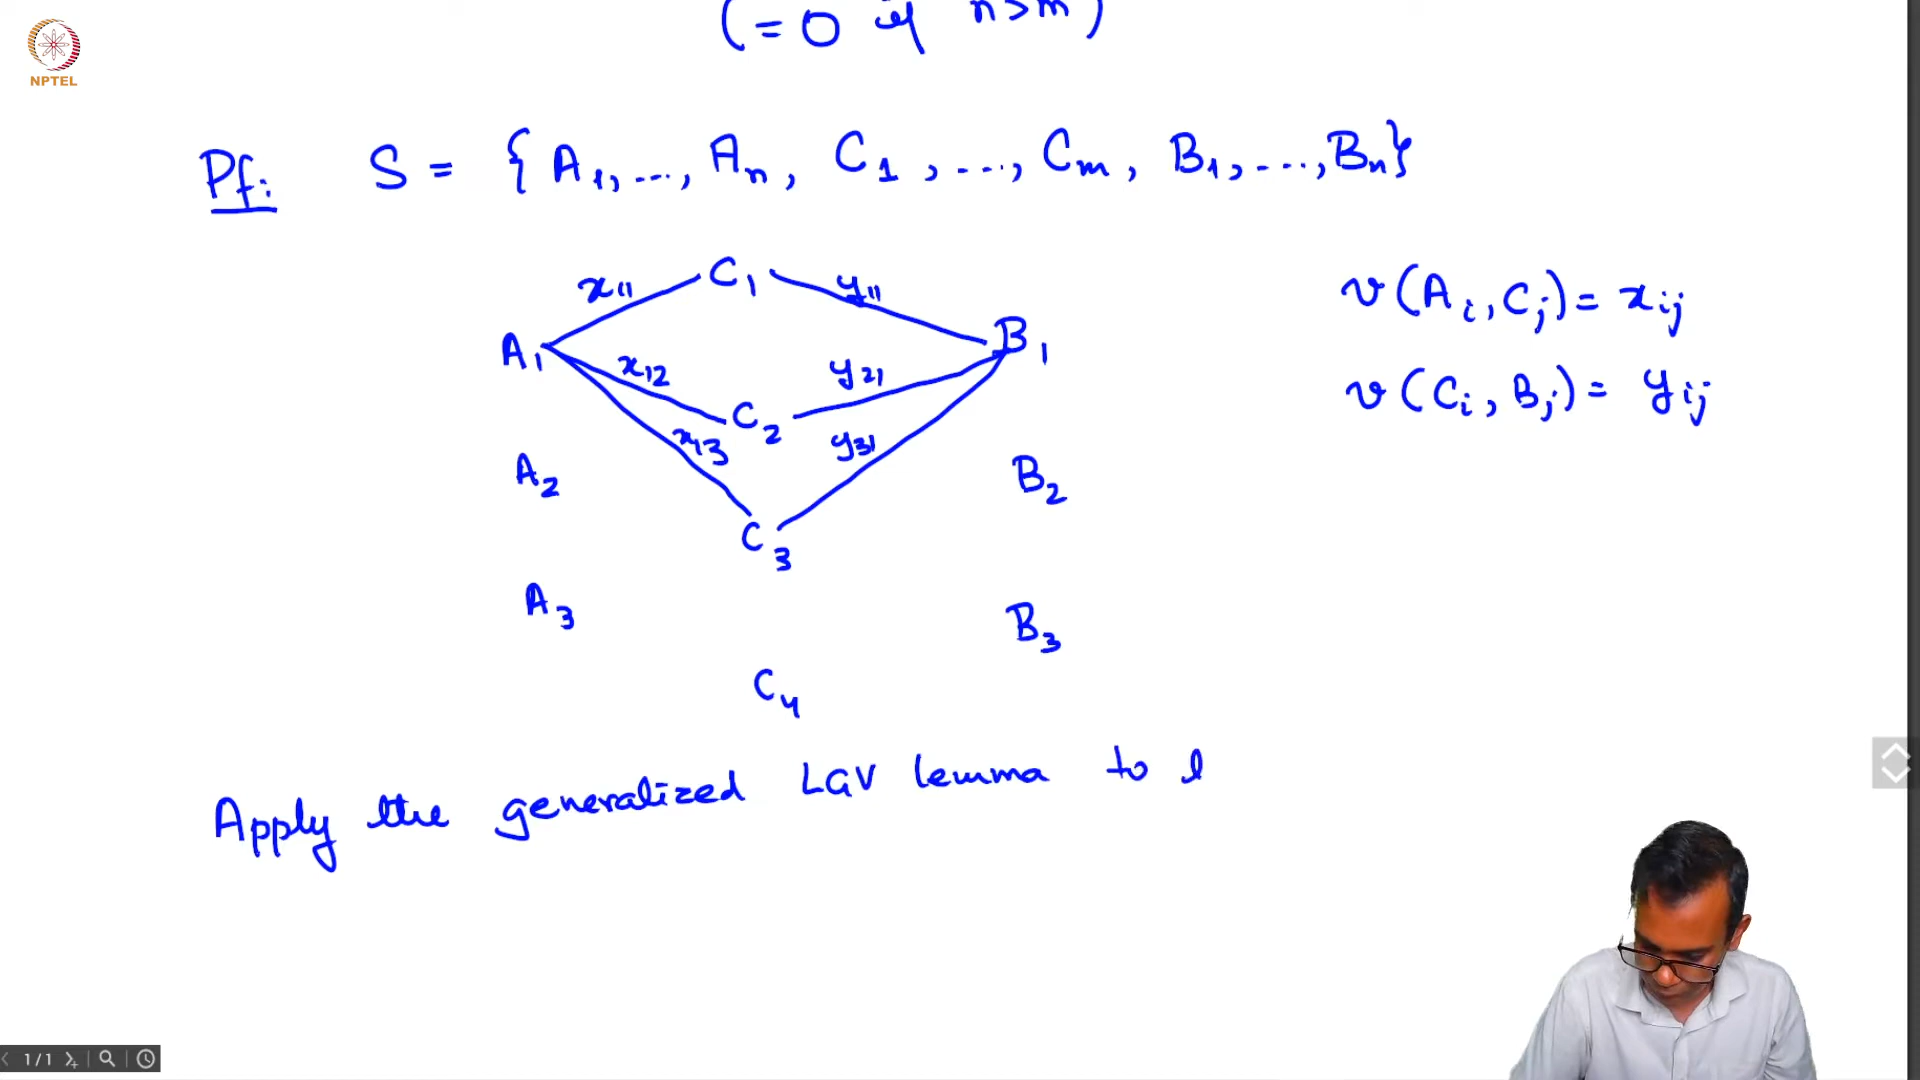 (= 0 if n>m)
NPTEL
Pf: S = { A₁, ..., Aₙ, C₁, ..., Cₘ, B₁, ..., Bₙ}
x₁₁ C₁ y₁₁
v(Aᵢ, Cⱼ) = xᵢⱼ
A₁ x₁₂ y₂₁ B₁
v(Cᵢ, Bⱼ) = yᵢⱼ
C₂
x₁₃ y₃₁
A₂ B₂
C₃
A₃ B₃
C₄
Apply the generalized LGV lemma to
1/1